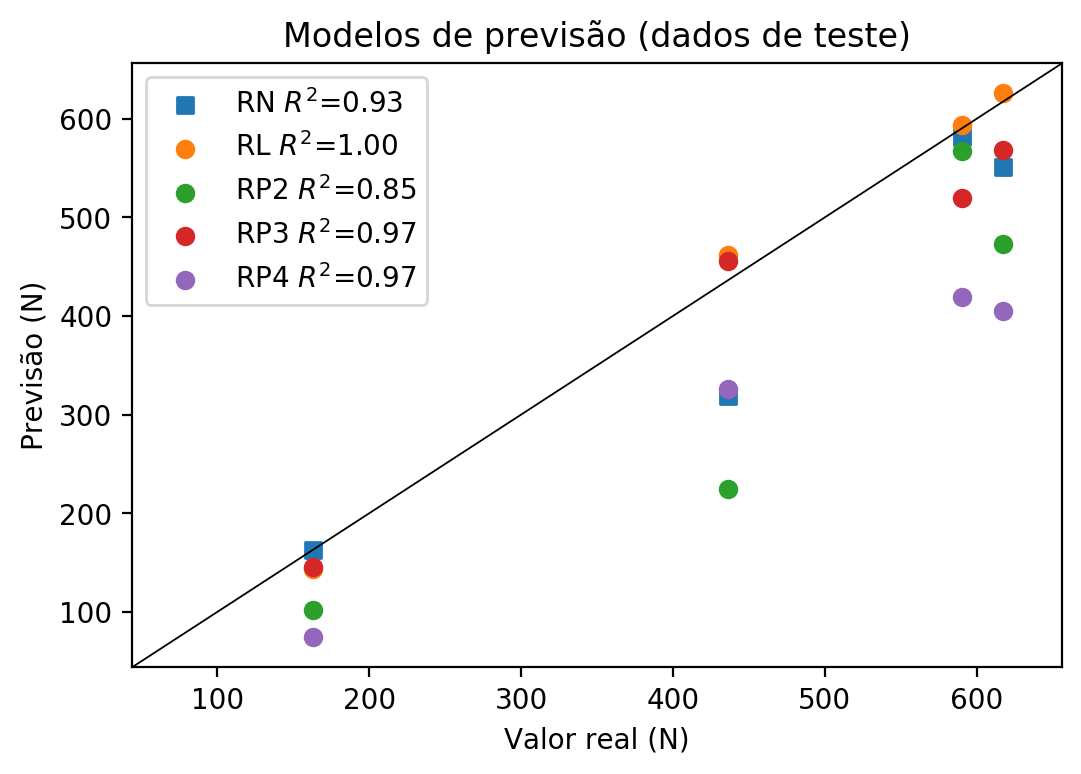 Modelos de previsão (dados de teste)
RN R²=0.93
RL R²=1.00
RP2 R²=0.85
RP3 R²=0.97
RP4 R²=0.97
Previsão (N)
600
500
400
300
200
100
100 200 300 400 500 600
Valor real (N)